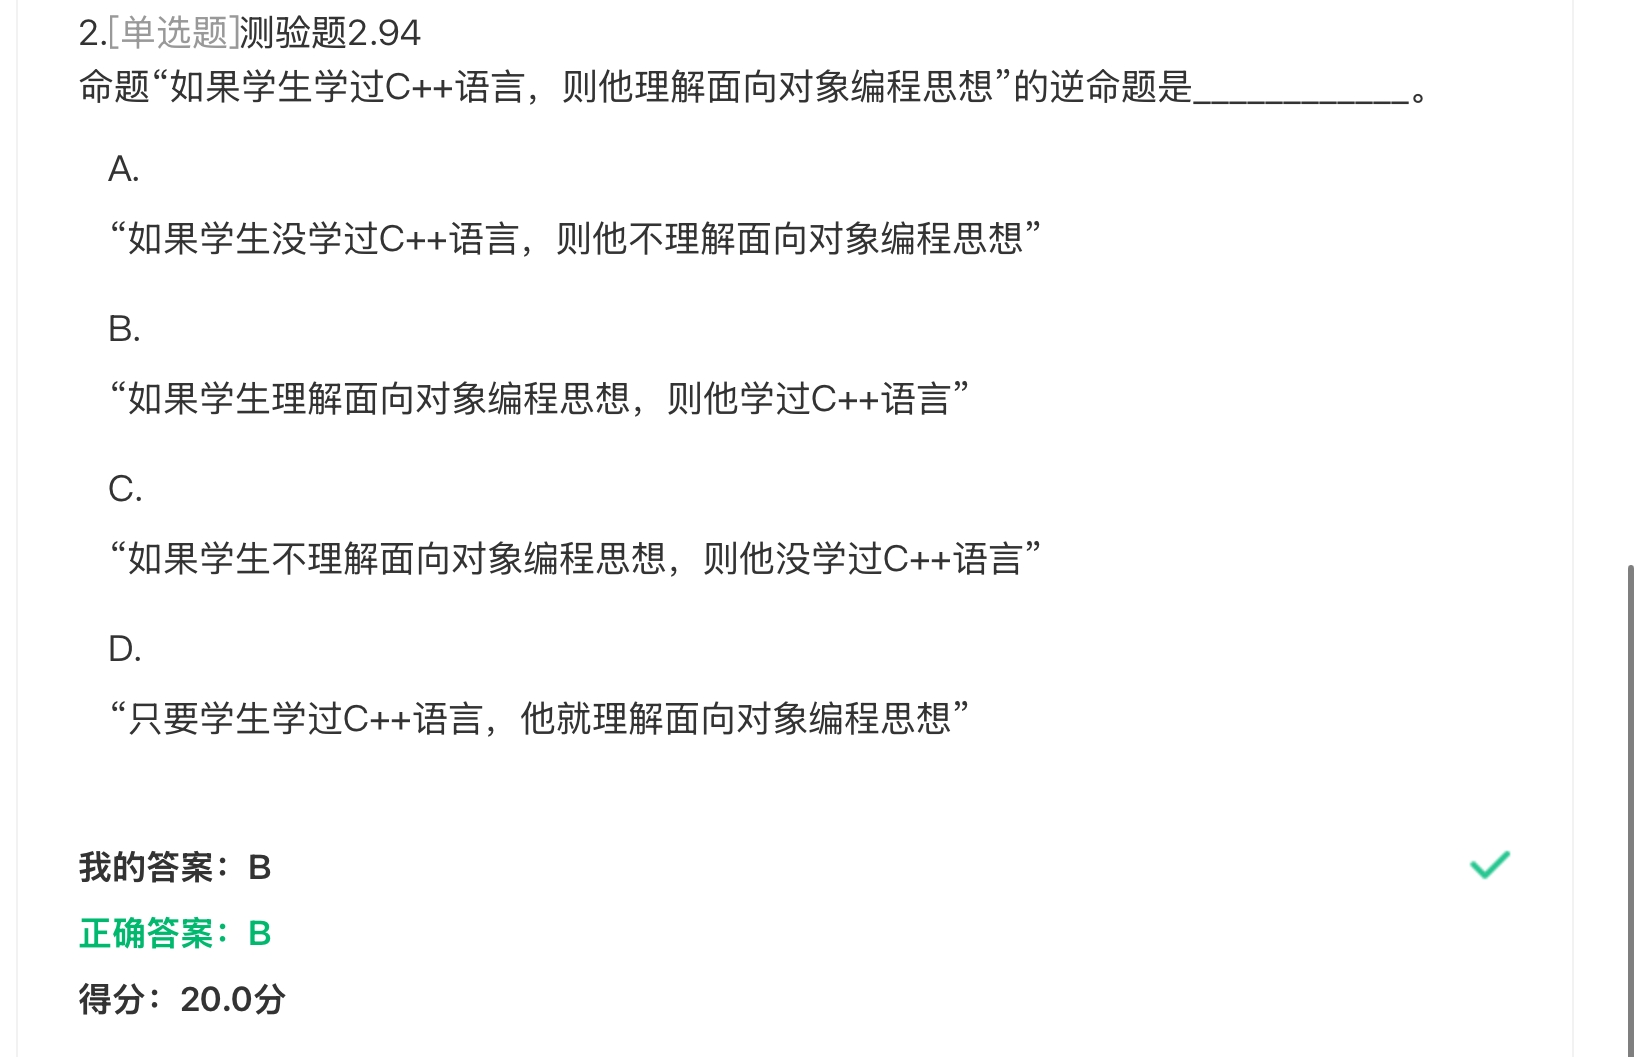 2.[单选题]测验题2.94
命题“如果学生学过C++语言，则他理解面向对象编程思想”的逆命题是____________。
A.
“如果学生没学过C++语言，则他不理解面向对象编程思想”
B.
“如果学生理解面向对象编程思想，则他学过C++语言”
C.
“如果学生不理解面向对象编程思想，则他没学过C++语言”
D.
“只要学生学过C++语言，他就理解面向对象编程思想”
我的答案：B
正确答案：B
得分：20.0分